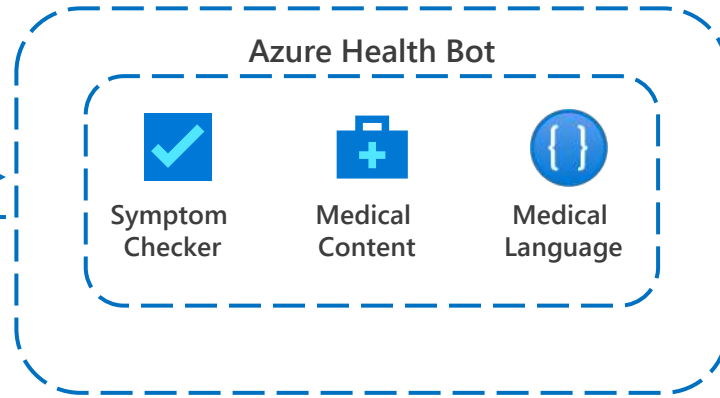 Azure Health Bot
Symptom Medical Medical
Checker Content Language